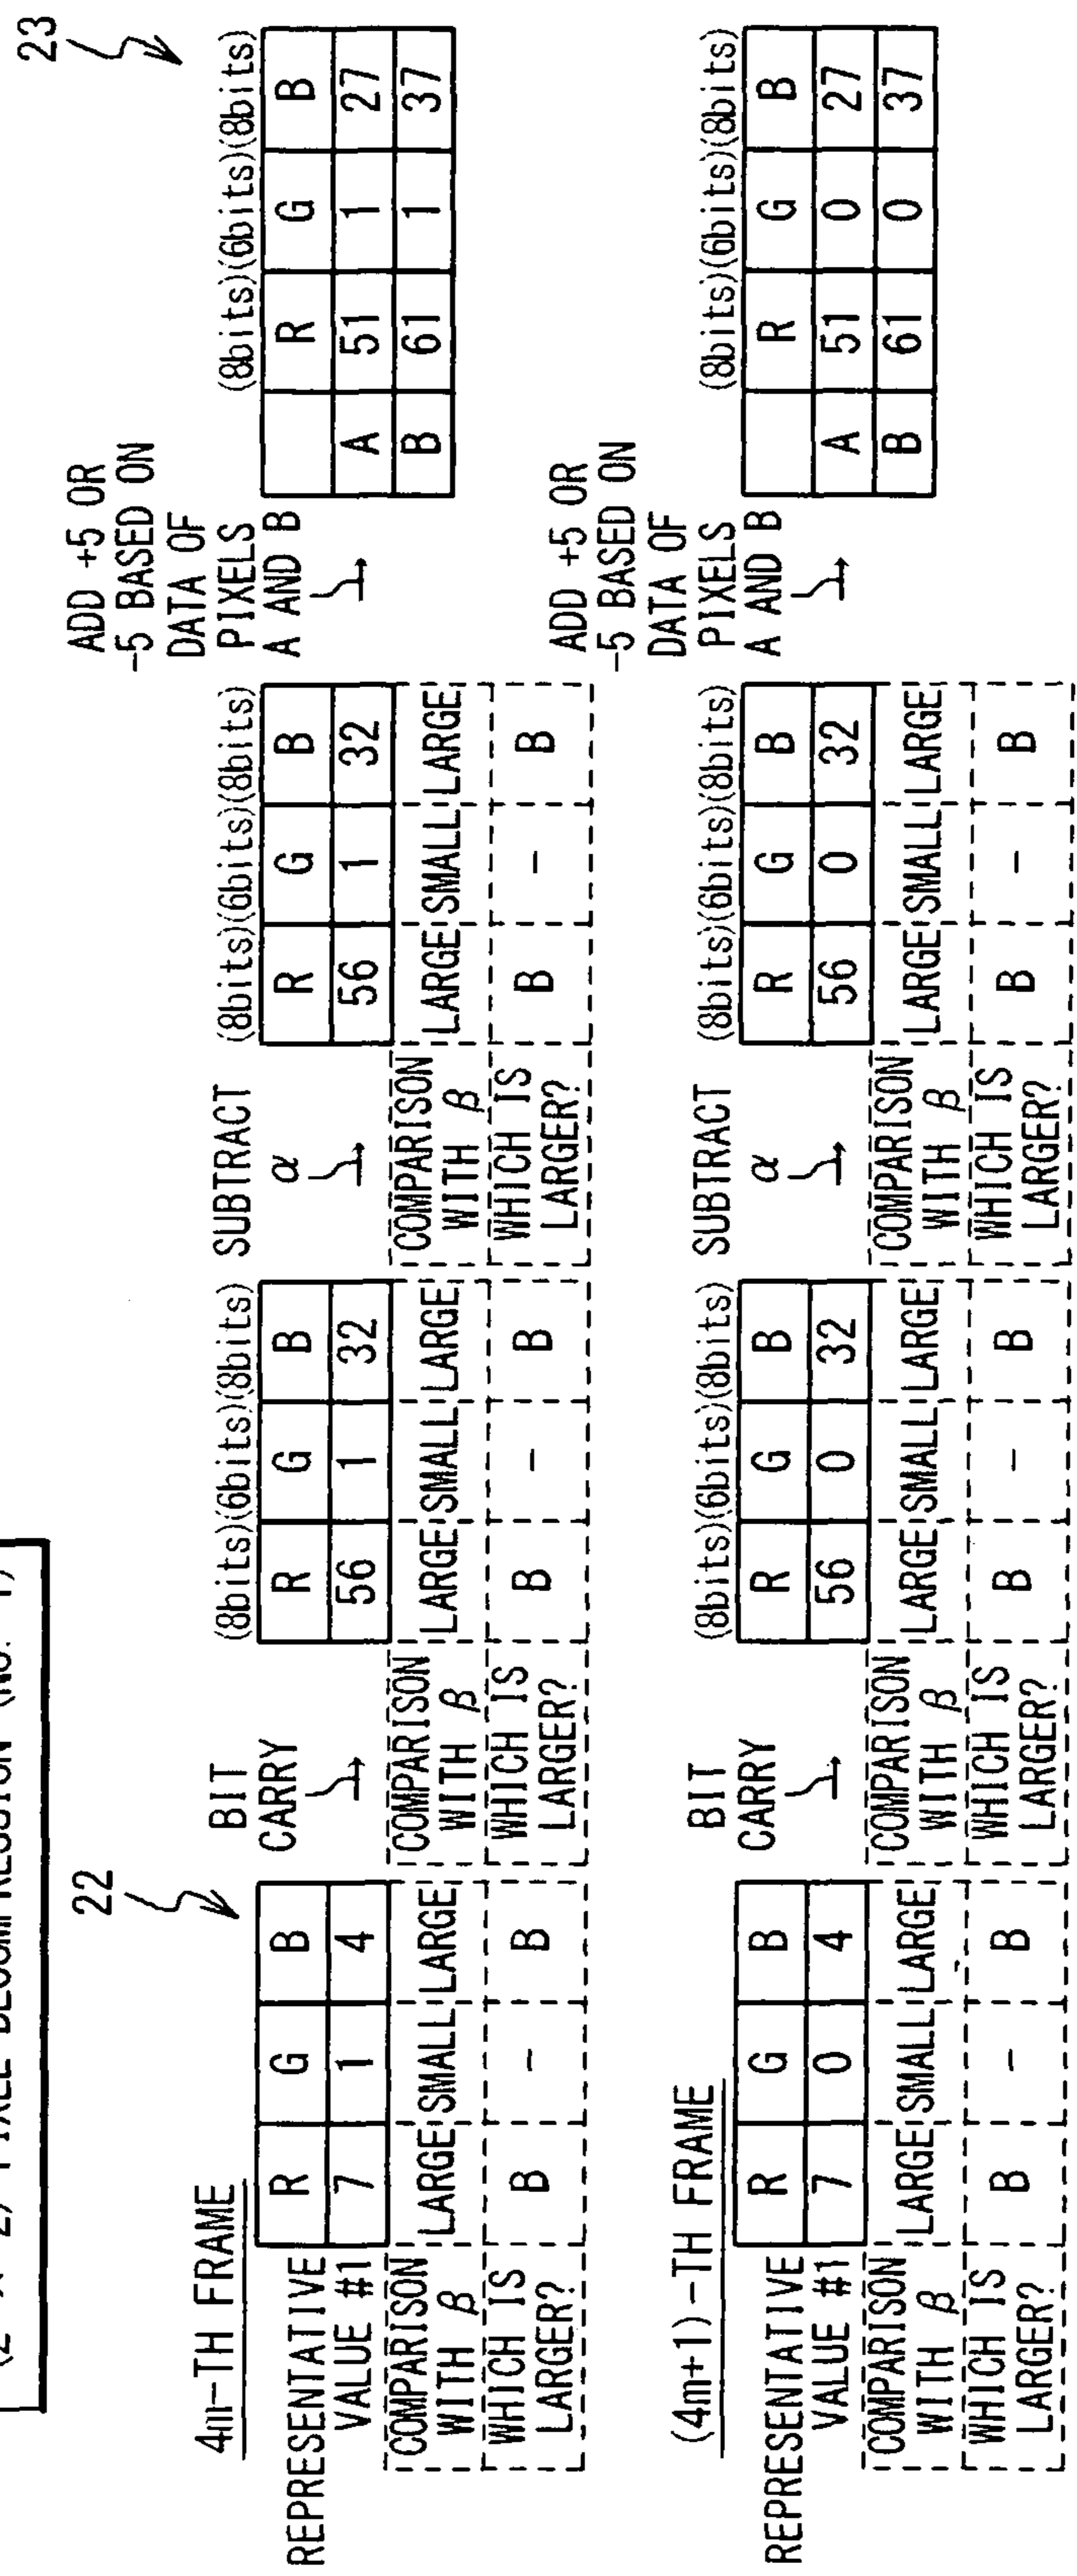 (2 × 2) PIXEL DECOMPRESSION (NO. 1)
22
23
4m-TH FRAME
REPRESENTATIVE
VALUE #1
R G B
7 1 4
COMPARISON
WITH β
LARGE SMALL LARGE
WHICH IS
LARGER?
B – B
BIT
CARRY
(8bits)(6bits)(8bits)
R G B
56 1 32
COMPARISON
WITH β
LARGE SMALL LARGE
WHICH IS
LARGER?
B – B
SUBTRACT
α
(8bits)(6bits)(8bits)
R G B
56 1 32
COMPARISON
WITH β
LARGE SMALL LARGE
WHICH IS
LARGER?
B – B
ADD +5 OR
-5 BASED ON
DATA OF
PIXELS
A AND B
(8bits)(6bits)(8bits)
R G B
A 51 1 27
B 61 1 37
(4m+1)-TH FRAME
REPRESENTATIVE
VALUE #1
R G B
7 0 4
COMPARISON
WITH β
LARGE SMALL LARGE
WHICH IS
LARGER?
B – B
BIT
CARRY
(8bits)(6bits)(8bits)
R G B
56 0 32
COMPARISON
WITH β
LARGE SMALL LARGE
WHICH IS
LARGER?
B – B
SUBTRACT
α
(8bits)(6bits)(8bits)
R G B
56 0 32
COMPARISON
WITH β
LARGE SMALL LARGE
WHICH IS
LARGER?
B – B
ADD +5 OR
-5 BASED ON
DATA OF
PIXELS
A AND B
(8bits)(6bits)(8bits)
R G B
A 51 0 27
B 61 0 37